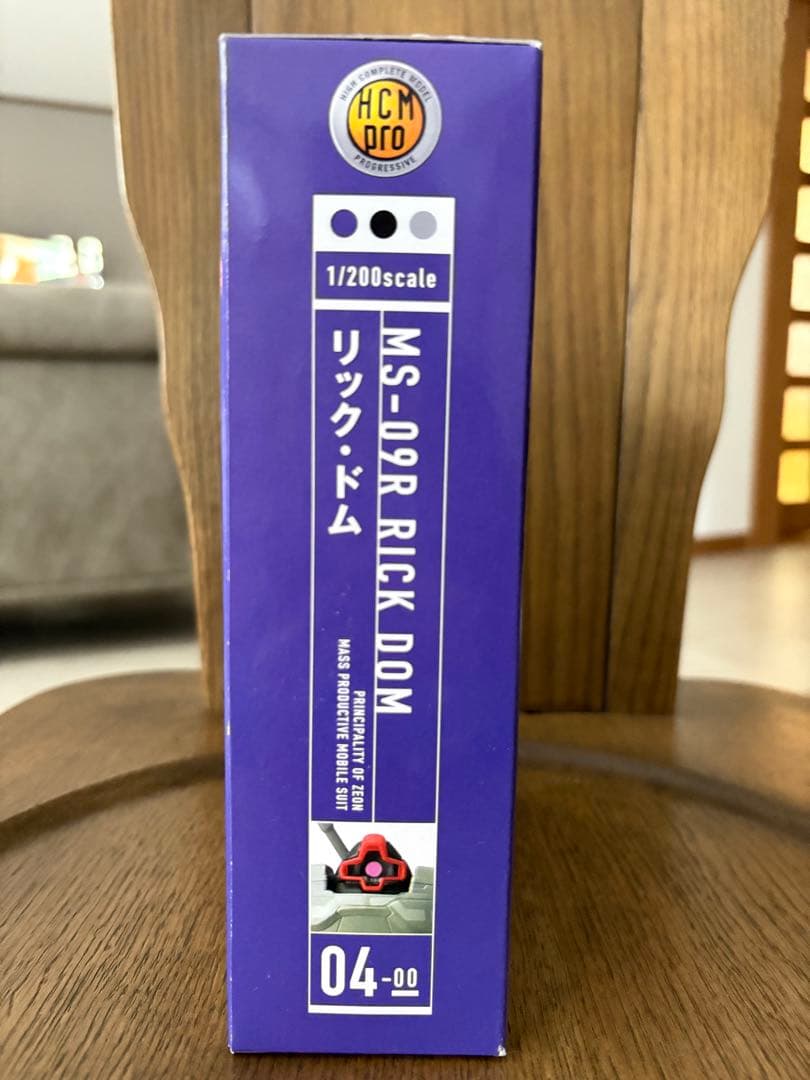 HIGH COMPLETE MODEL
HCM
pro
PROGRESSIVE
1/200scale
MS-09R RICK DOM
リック・ドム
PRINCIPALITY OF ZEON
MASS PRODUCTIVE MOBILE SUIT
04-00